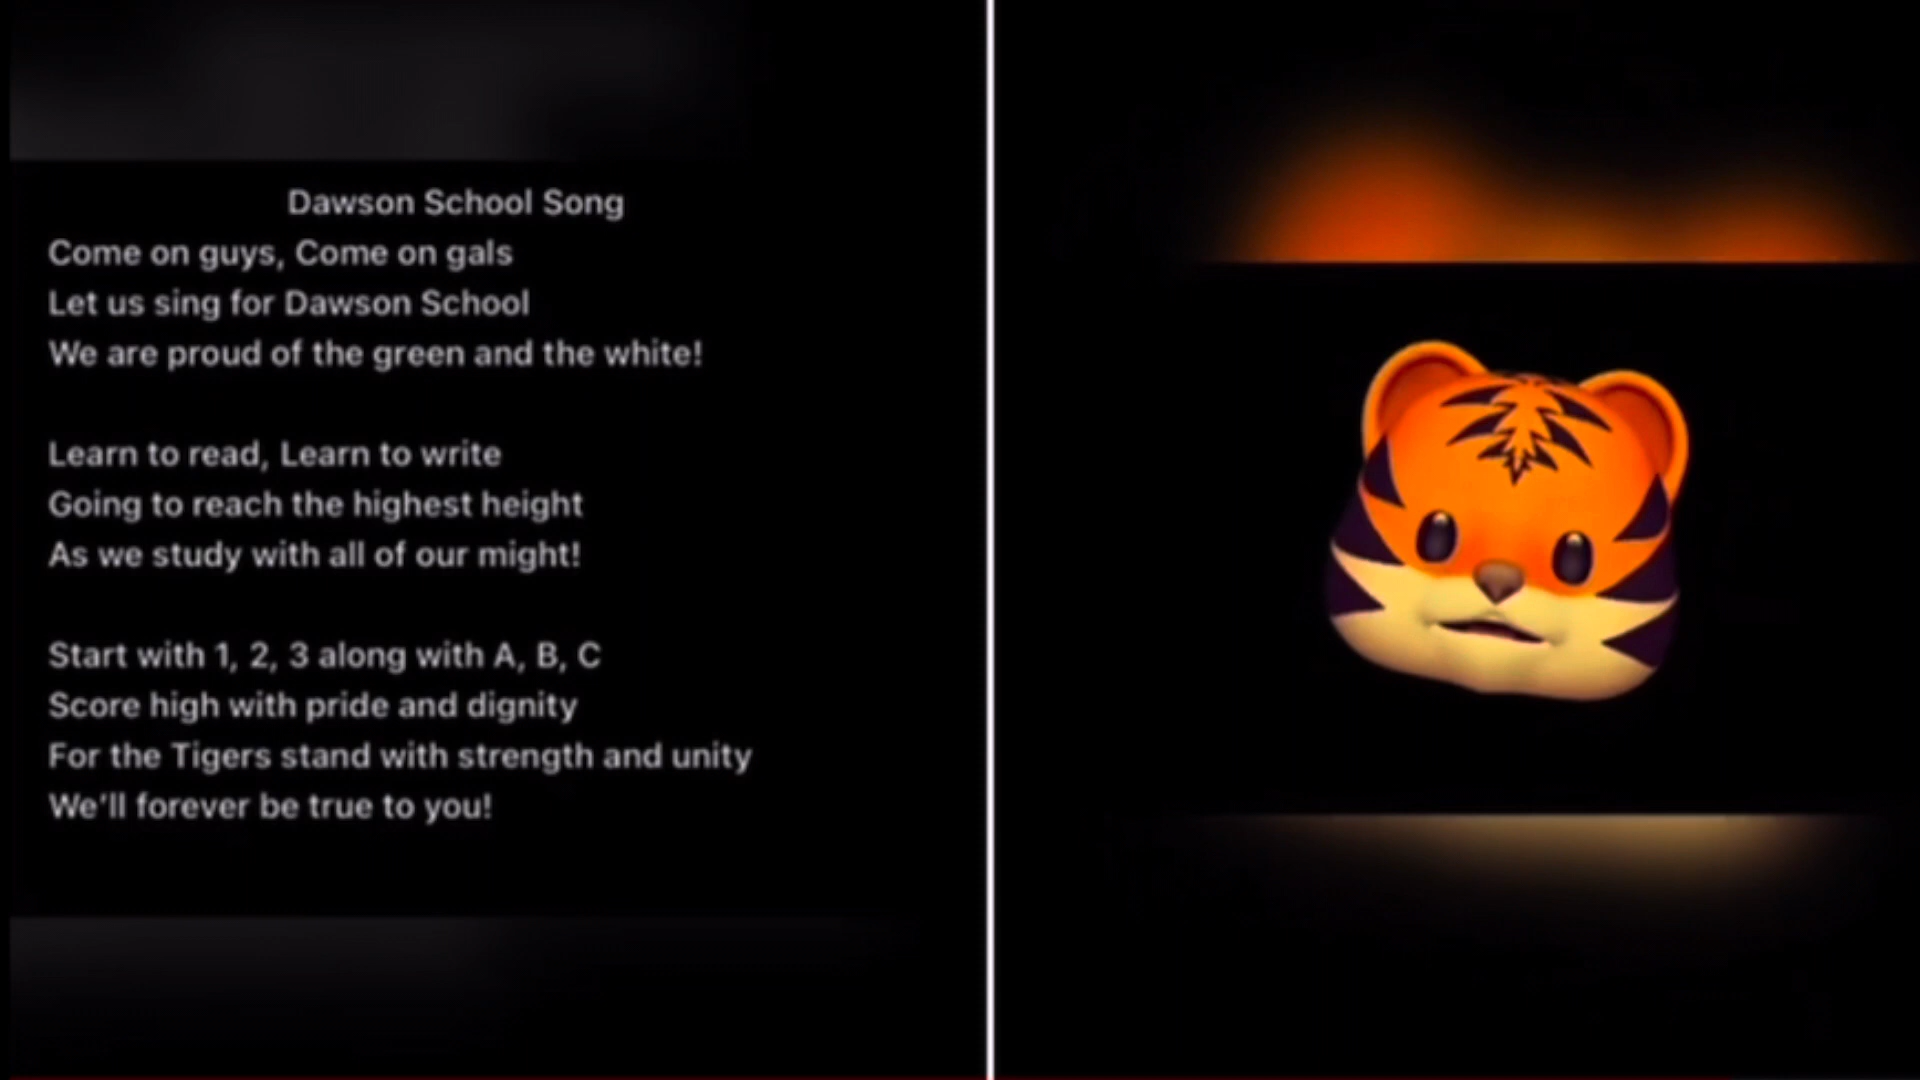 Dawson School Song
Come on guys, Come on gals
Let us sing for Dawson School
We are proud of the green and the white!
Learn to read, Learn to write
Going to reach the highest height
As we study with all of our might!
Start with 1, 2, 3 along with A, B, C
Score high with pride and dignity
For the Tigers stand with strength and unity
We'll forever be true to you!